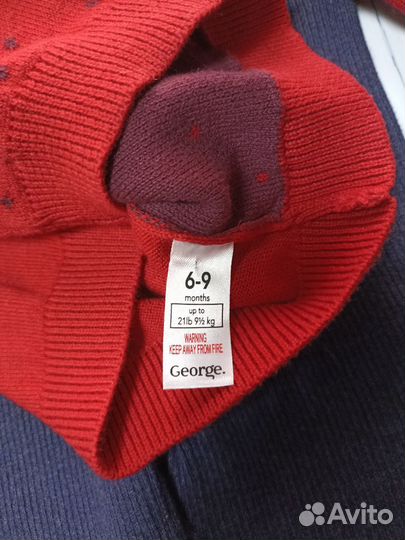 6-9
months
up to
21lb 9½ kg
WARNING
KEEP AWAY FROM FIRE
George.
Avito